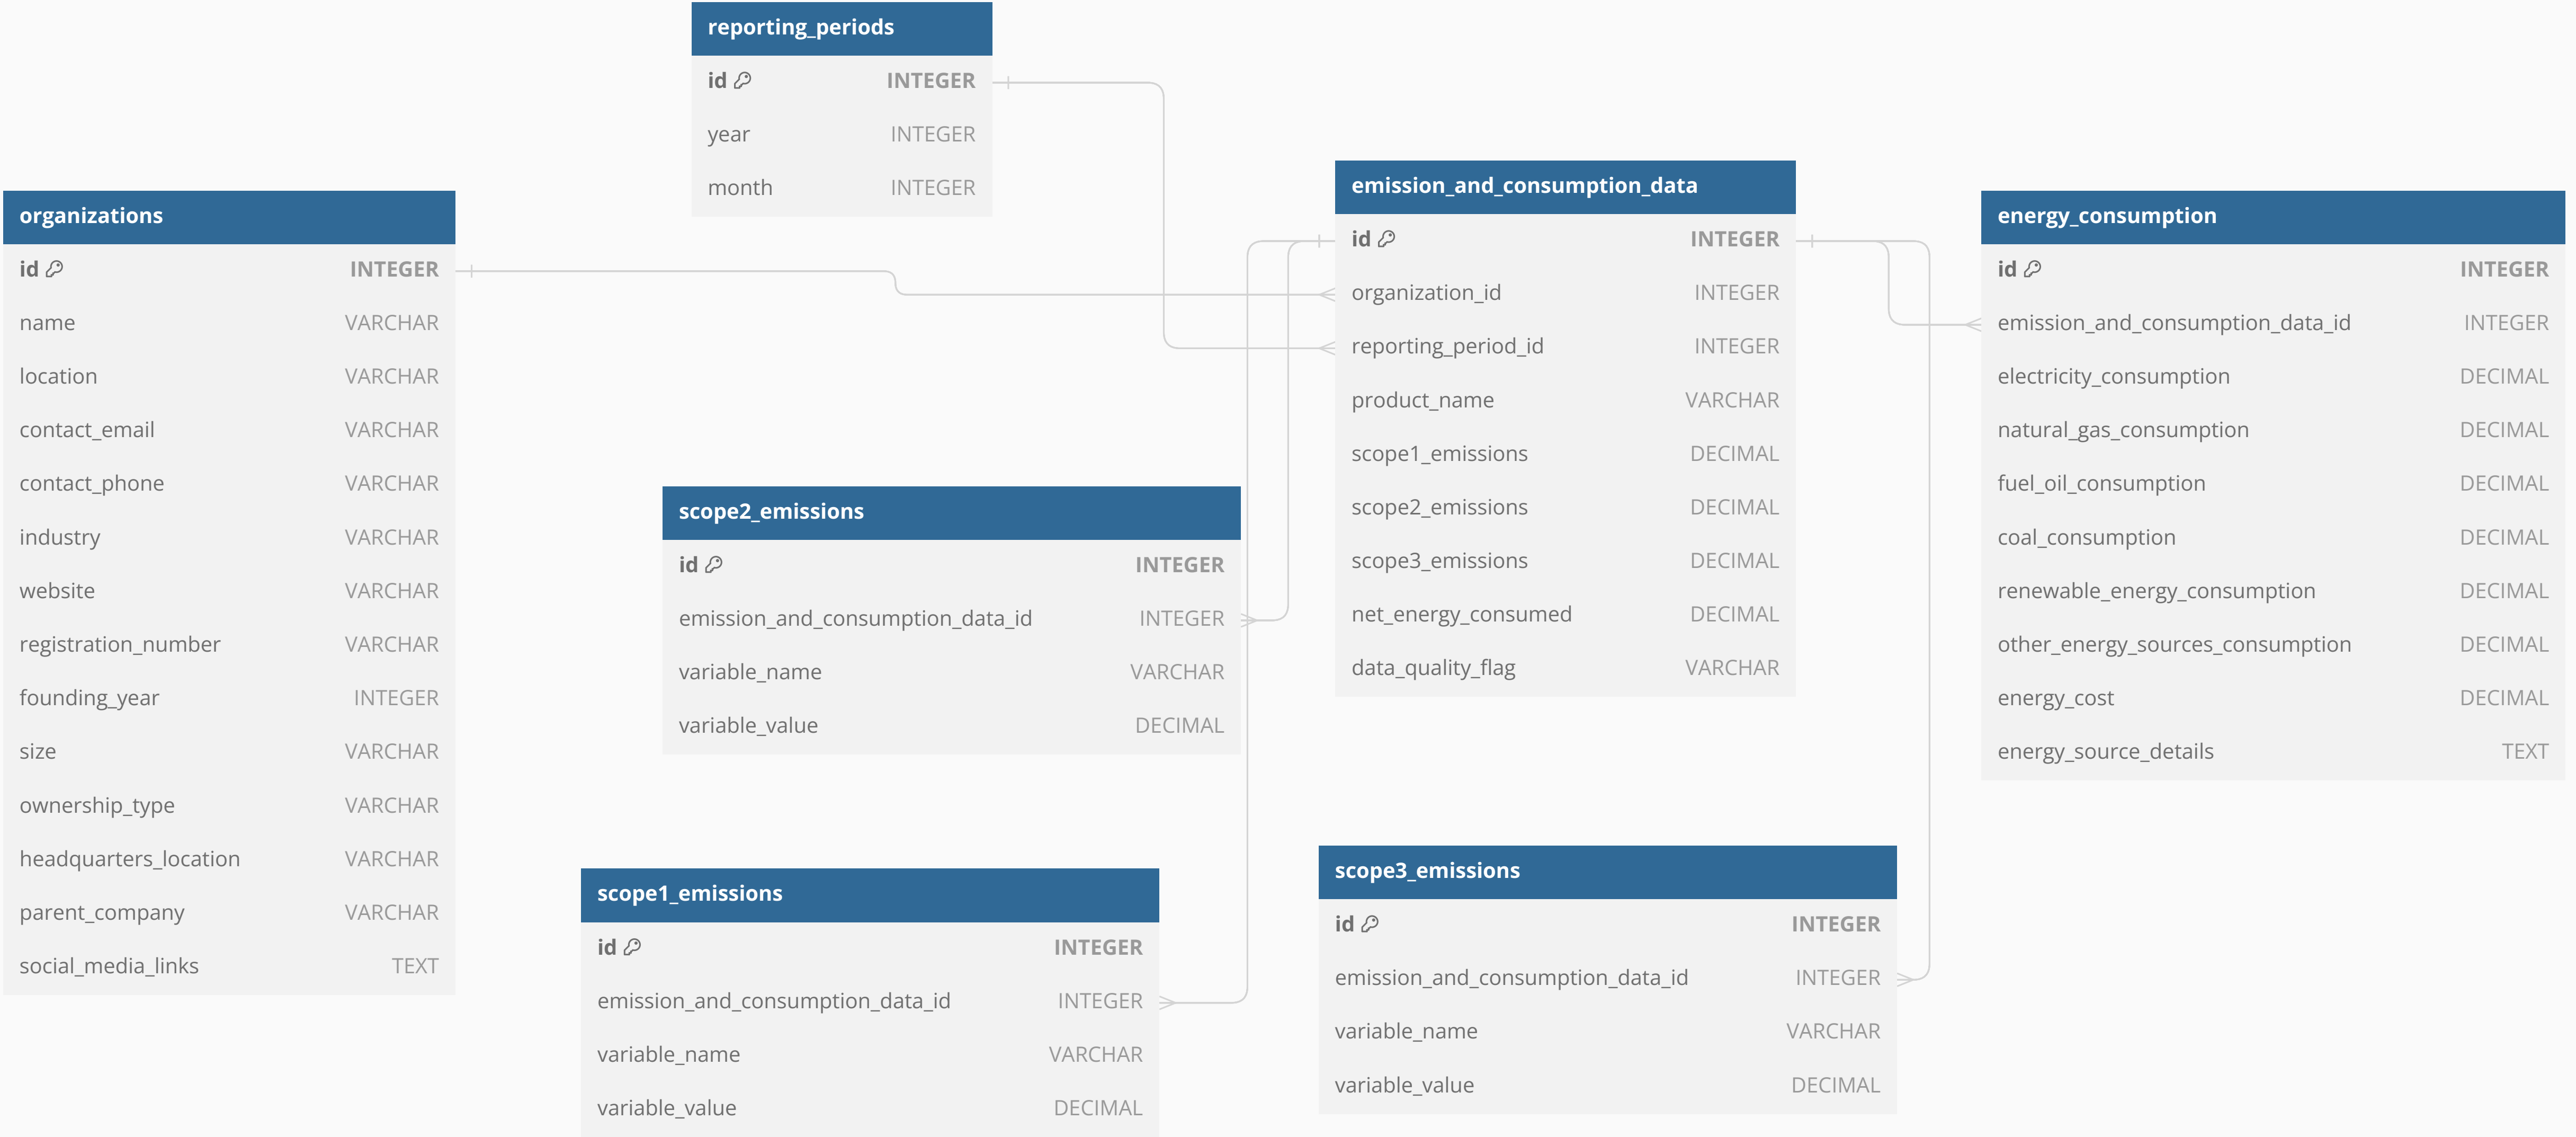 reporting_periods
id INTEGER
year INTEGER
month INTEGER
organizations
id INTEGER
name VARCHAR
location VARCHAR
contact_email VARCHAR
contact_phone VARCHAR
industry VARCHAR
website VARCHAR
registration_number VARCHAR
founding_year INTEGER
size VARCHAR
ownership_type VARCHAR
headquarters_location VARCHAR
parent_company VARCHAR
social_media_links TEXT
emission_and_consumption_data
id INTEGER
organization_id INTEGER
reporting_period_id INTEGER
product_name VARCHAR
scope1_emissions DECIMAL
scope2_emissions DECIMAL
scope3_emissions DECIMAL
net_energy_consumed DECIMAL
data_quality_flag VARCHAR
energy_consumption
id INTEGER
emission_and_consumption_data_id INTEGER
electricity_consumption DECIMAL
natural_gas_consumption DECIMAL
fuel_oil_consumption DECIMAL
coal_consumption DECIMAL
renewable_energy_consumption DECIMAL
other_energy_sources_consumption DECIMAL
energy_cost DECIMAL
energy_source_details TEXT
scope2_emissions
id INTEGER
emission_and_consumption_data_id INTEGER
variable_name VARCHAR
variable_value DECIMAL
scope1_emissions
id INTEGER
emission_and_consumption_data_id INTEGER
variable_name VARCHAR
variable_value DECIMAL
scope3_emissions
id INTEGER
emission_and_consumption_data_id INTEGER
variable_name VARCHAR
variable_value DECIMAL